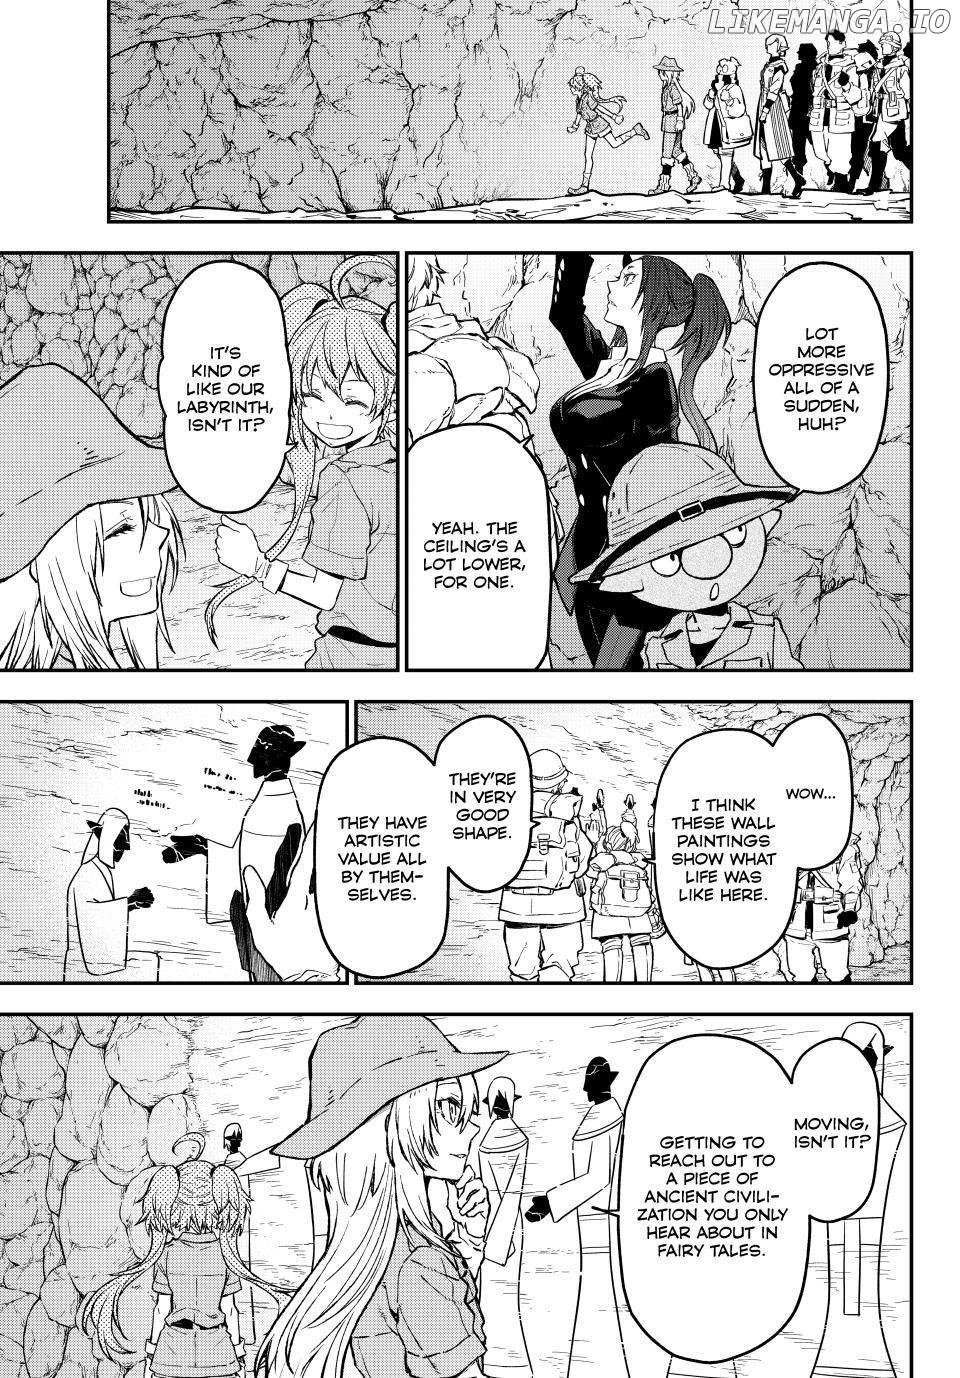 LIKEMANGA.IO
LOT
MORE
OPPRESSIVE
ALL OF A
SUDDEN,
HUH?
YEAH. THE
CEILING'S A
LOT LOWER,
FOR ONE.
IT'S
KIND OF
LIKE OUR
LABYRINTH,
ISN'T IT?
WOW...
I THINK
THESE WALL
PAINTINGS
SHOW WHAT
LIFE WAS
LIKE HERE.
THEY'RE
IN VERY
GOOD
SHAPE.
THEY HAVE
ARTISTIC
VALUE ALL
BY THEM-
SELVES.
MOVING,
ISN'T IT?
GETTING TO
REACH OUT TO
A PIECE OF
ANCIENT CIVILI-
ZATION YOU ONLY
HEAR ABOUT IN
FAIRY TALES.